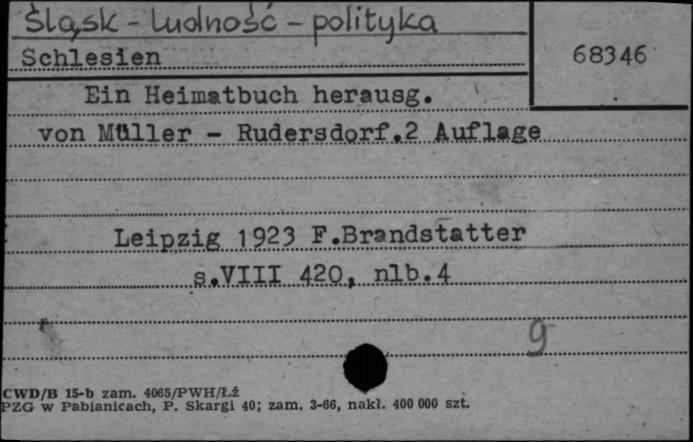 Śląsk - ludność - polityka
Schlesien
68346
Ein Heimatbuch herausg.
von Müller - Rudersdorf.2 Auflage
Leipzig 1923 F.Brandstatter
s.VIII 420, nlb.4
9
CWD/B 15-b zam. 4065/PWH/Łź
PZG w Pabianicach, P. Skargi 40; zam. 3-66, nakł. 400 000 szt.